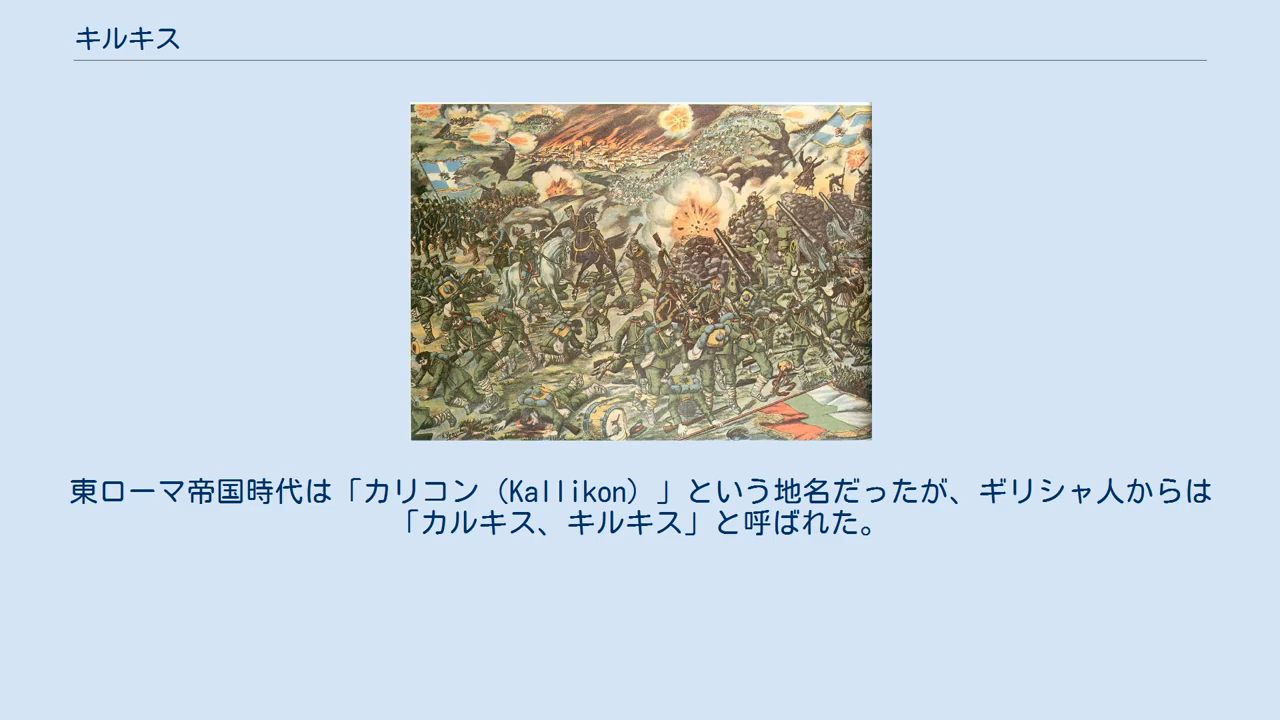 キルキス
東ローマ帝国時代は「カリコン（Kallikon）」という地名だったが、ギリシャ人からは
「カルキス、キルキス」と呼ばれた。